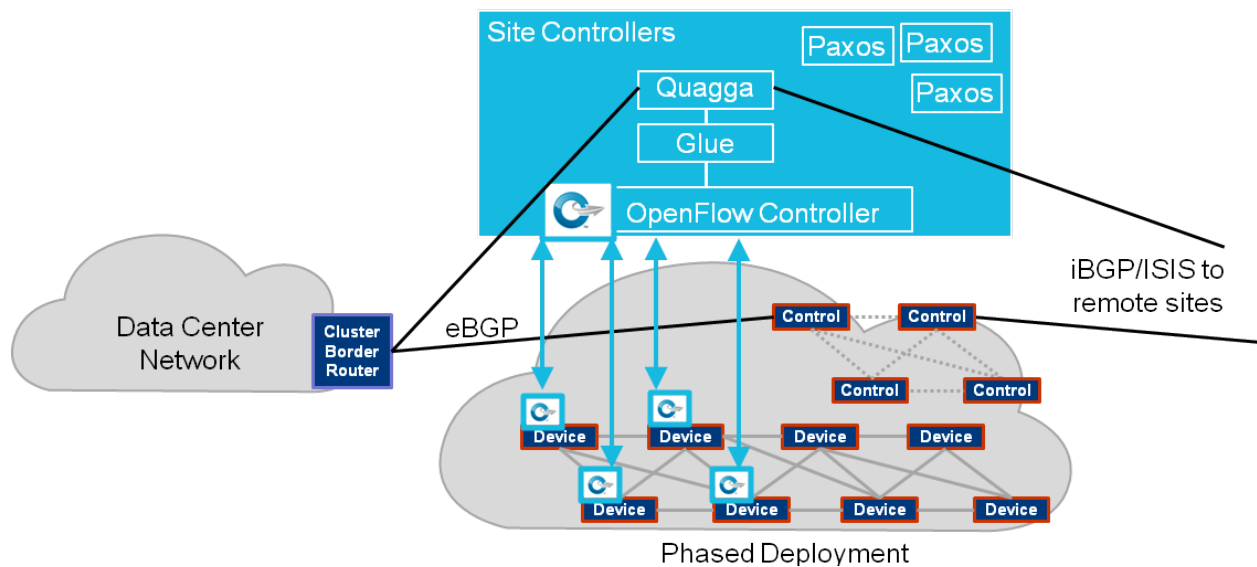 Site Controllers
Paxos
Paxos
Paxos
Quagga
Glue
OpenFlow Controller
Data Center
Network
Cluster
Border
Router
eBGP
iBGP/ISIS to
remote sites
Control
Control
Control
Control
Device
Device
Device
Device
Device
Device
Device
Device
Phased Deployment